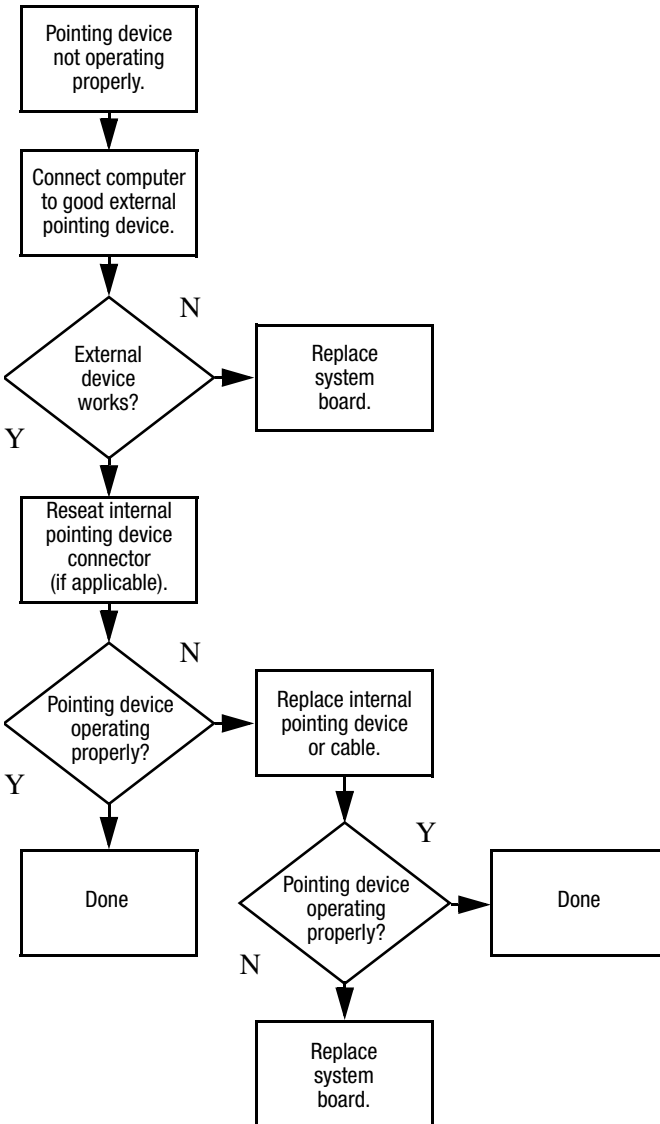 Pointing device
not operating
properly.
Connect computer
to good external
pointing device.
N
External
device
works?
Replace
system
board.
Y
Reseat internal
pointing device
connector
(if applicable).
N
Pointing device
operating
properly?
Replace internal
pointing device
or cable.
Y
Y
Done
Pointing device
operating
properly?
Done
N
Replace
system
board.